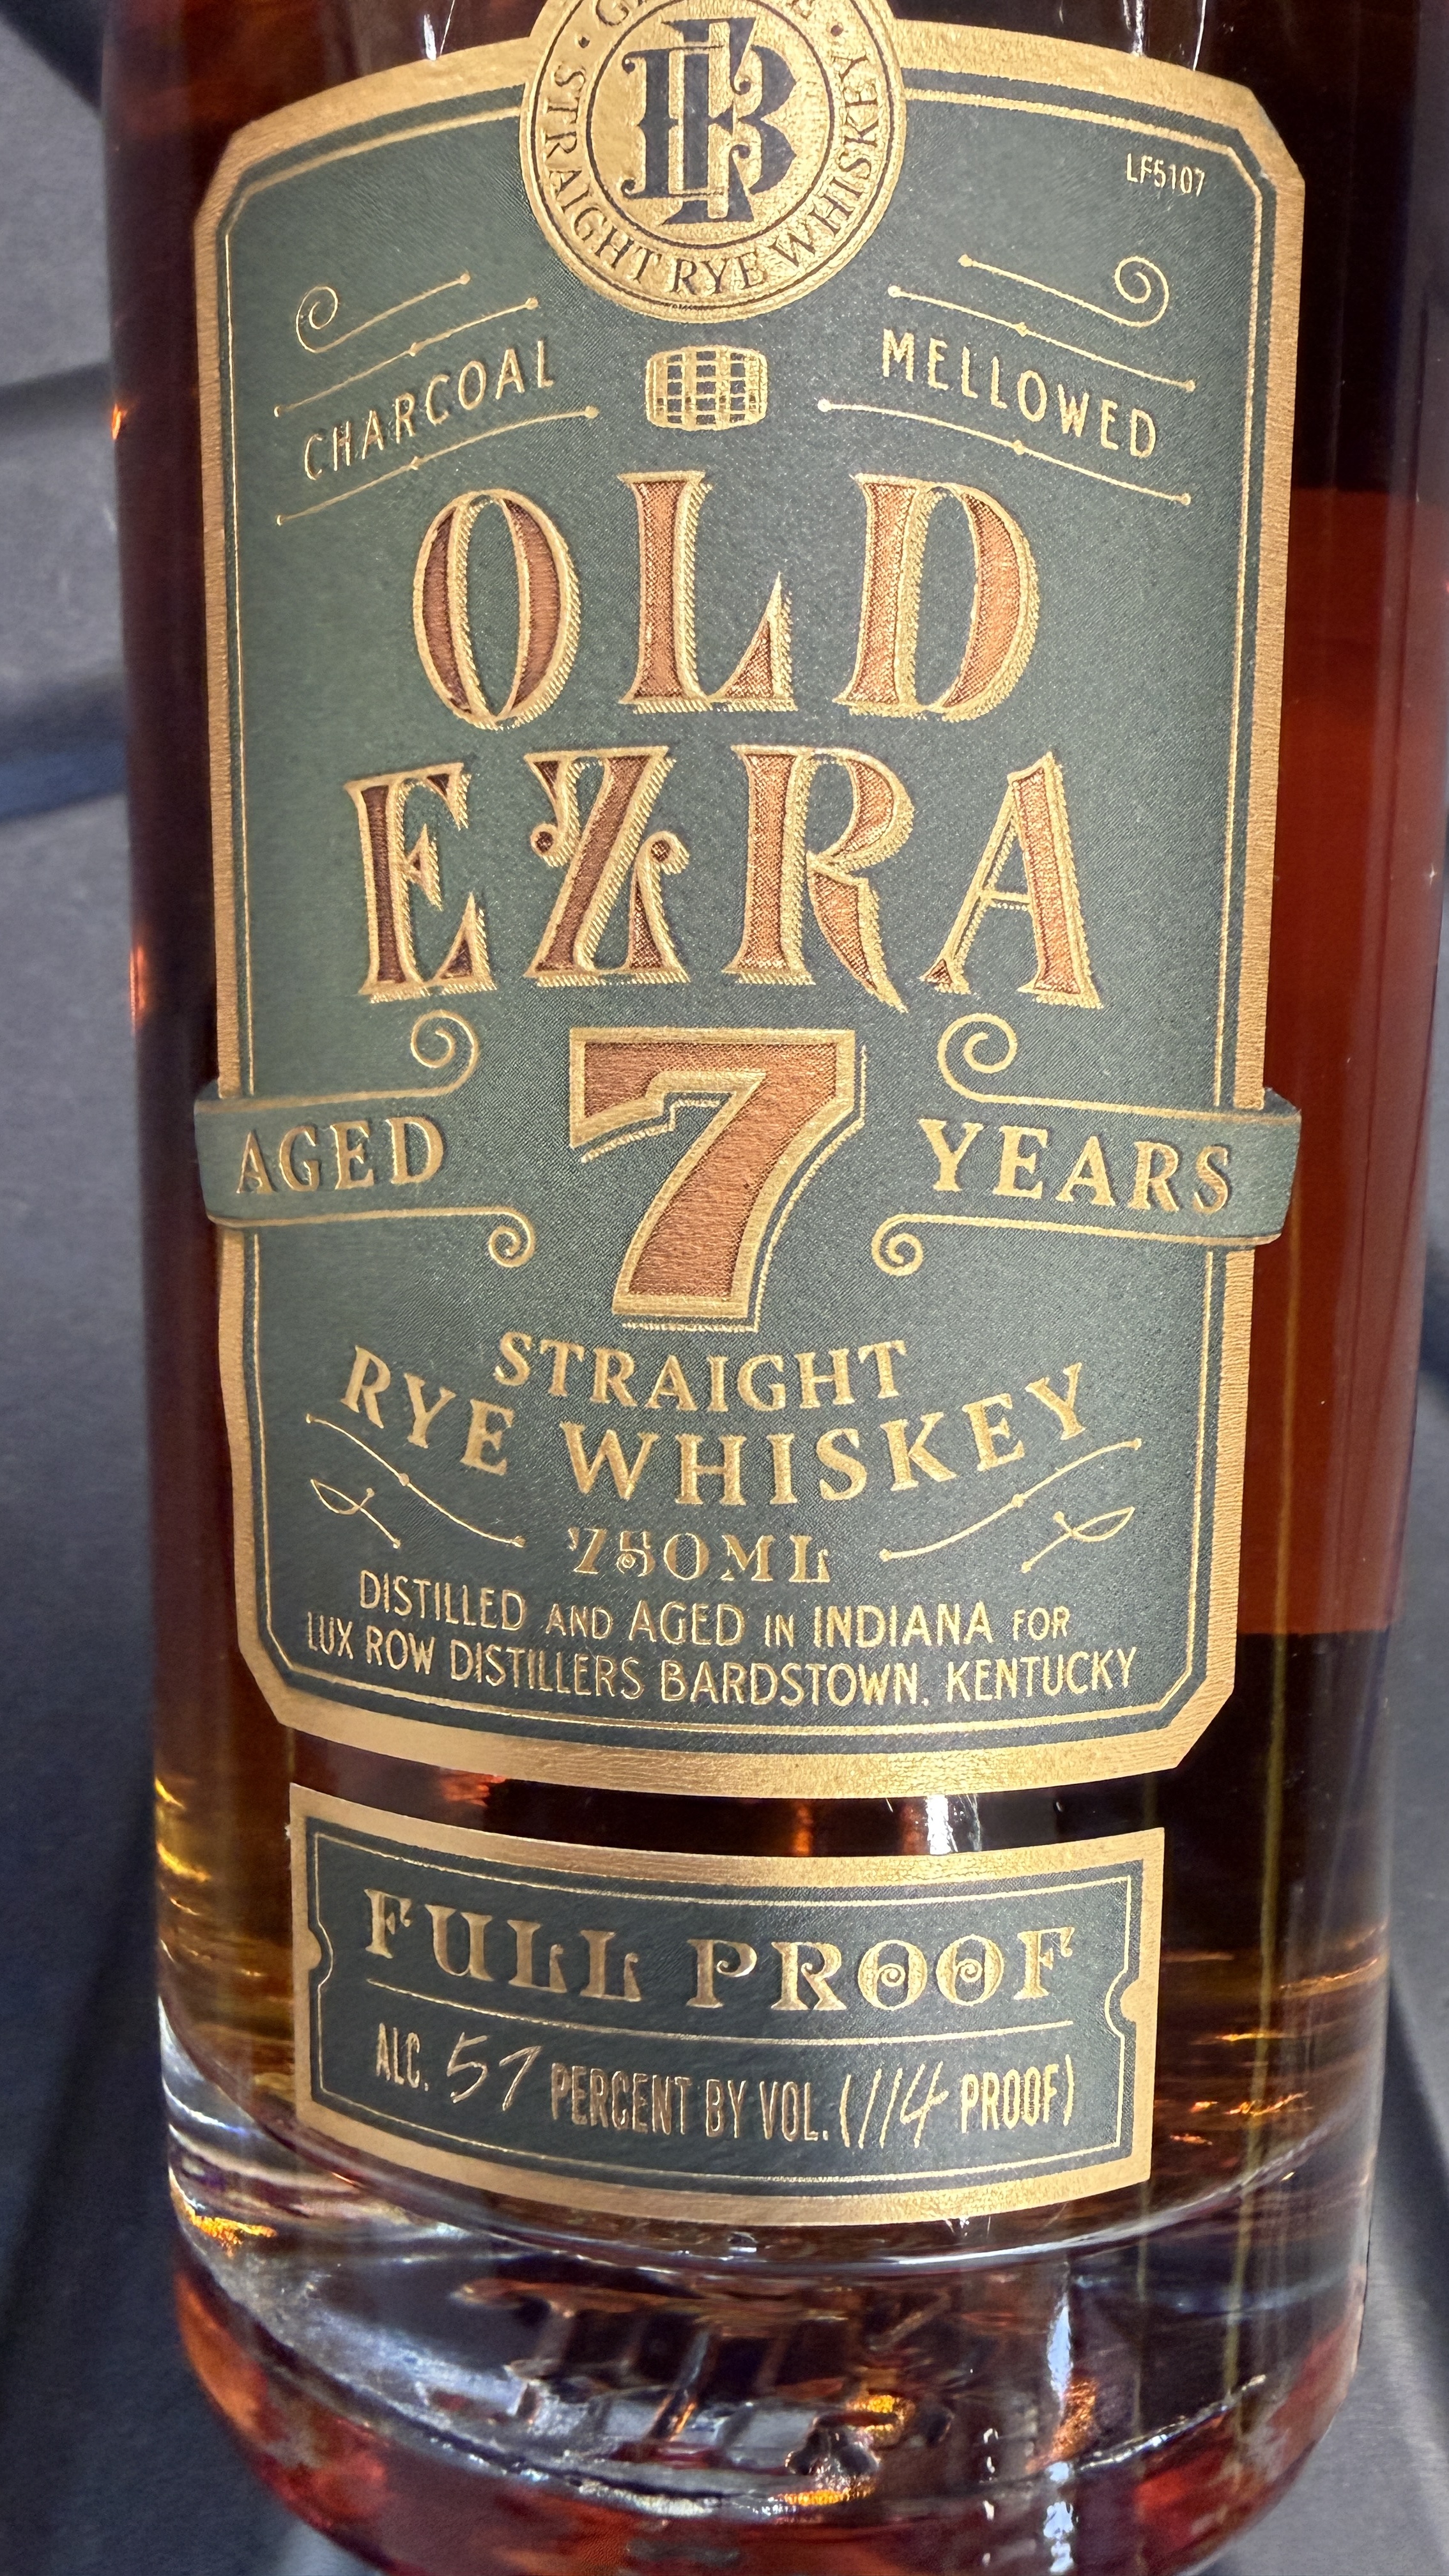 STRAIGHT RYE WHISKEY
EB
LF5107
CHARCOAL MELLOWED
OLD
EZRA
AGED 7 YEARS
STRAIGHT
RYE WHISKEY
750ML
DISTILLED AND AGED IN INDIANA FOR
LUX ROW DISTILLERS BARDSTOWN, KENTUCKY
FULL PROOF
ALC. 57 PERCENT BY VOL. (114 PROOF)